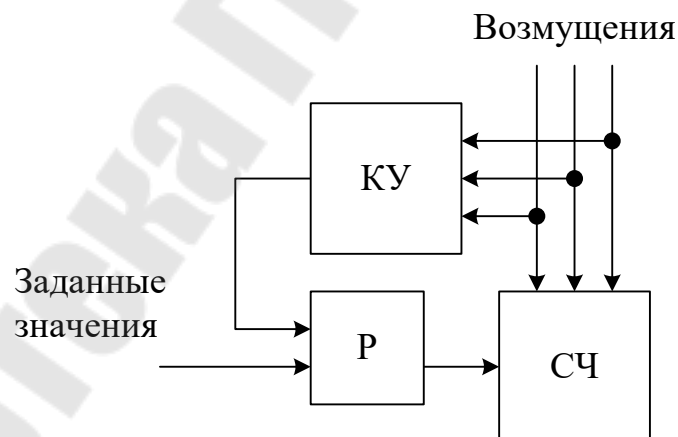 Возмущения
КУ
Заданные
значения
Р
СЧ